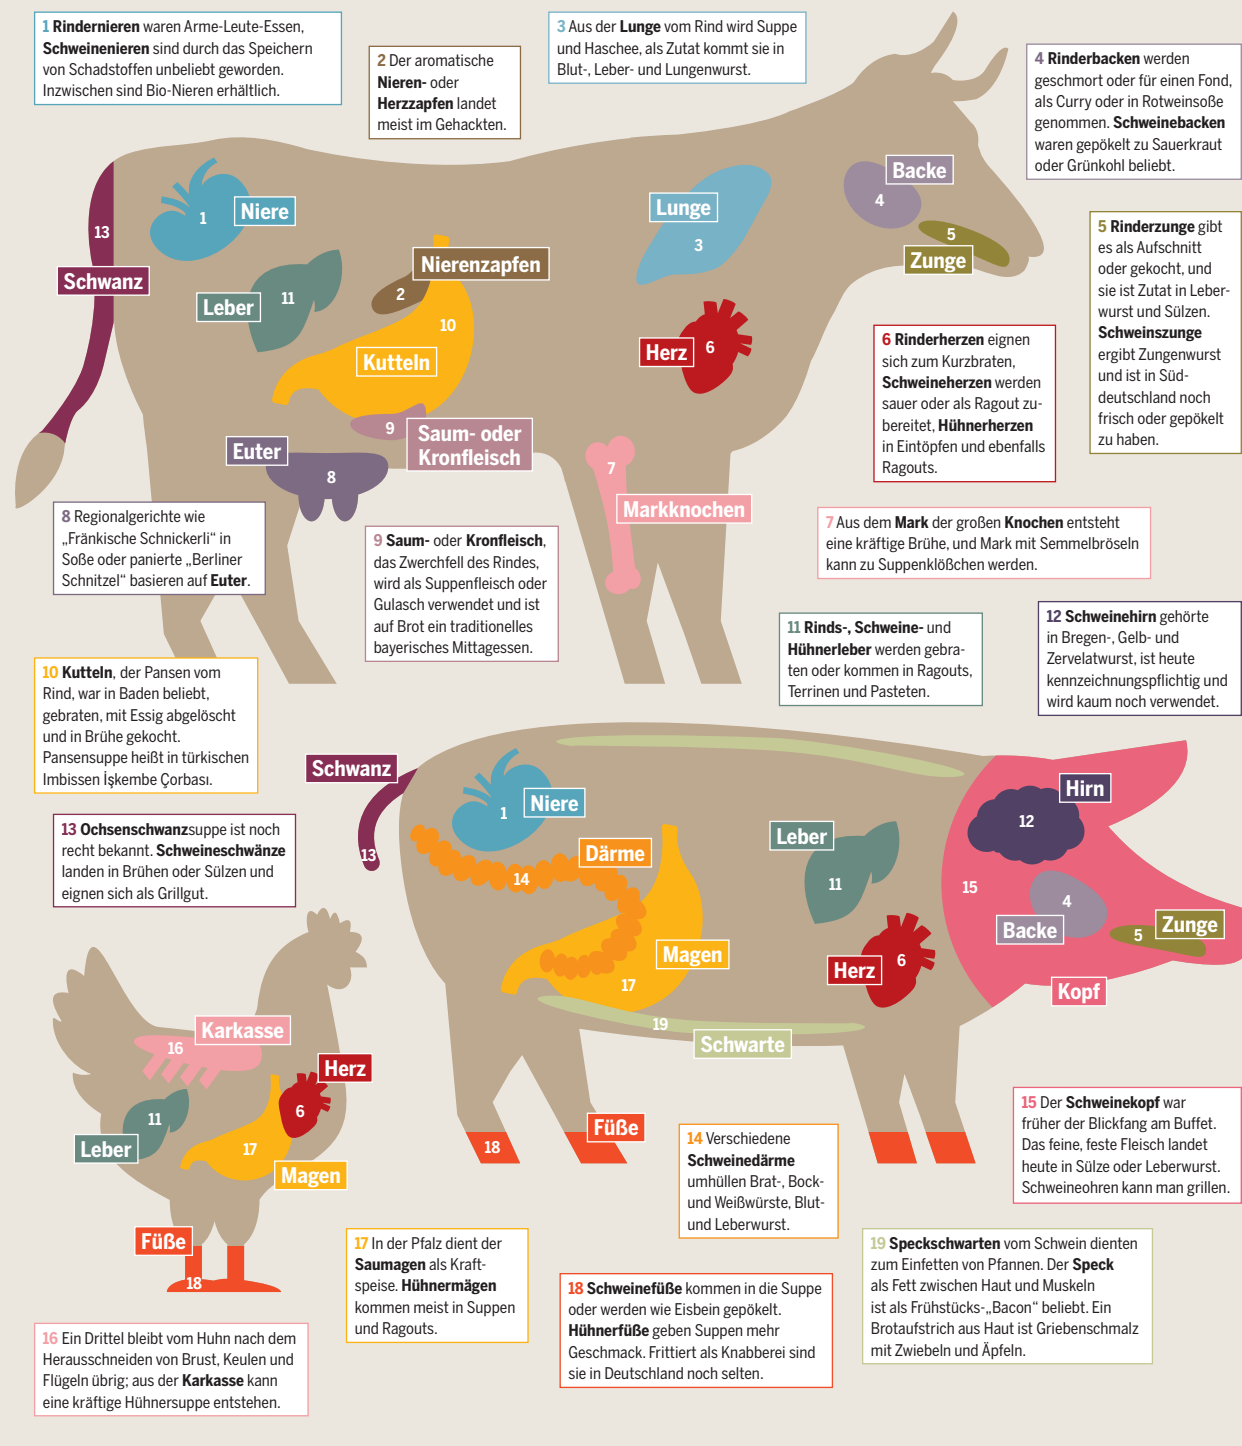 1 Rindernieren waren Arme-Leute-Essen,
Schweinenieren sind durch das Speichern
von Schadstoffen unbeliebt geworden.
Inzwischen sind Bio-Nieren erhältlich.
2 Der aromatische
Nieren- oder
Herzzapfen landet
meist im Gehackten.
3 Aus der Lunge vom Rind wird Suppe
und Haschee, als Zutat kommt sie in
Blut-, Leber- und Lungenwurst.
4 Rinderbacken werden
geschmort oder für einen Fond,
als Curry oder in Rotweinsoße
genommen. Schweinebacken
waren gepökelt zu Sauerkraut
oder Grünkohl beliebt.
5 Rinderzunge gibt
es als Aufschnitt
oder gekocht, und
sie ist Zutat in Leber-
wurst und Sülzen.
Schweinszunge
ergibt Zungenwurst
und ist in Süd-
deutschland noch
frisch oder gepökelt
zu haben.
13
Schwanz
1
Niere
Leber
11
Nierenzapfen
2
10
Kutteln
9
Saum- oder
Kronfleisch
Euter
8
Lunge
3
Herz
6
Backe
4
5
Zunge
7
Markknochen
6 Rinderherzen eignen
sich zum Kurzbraten,
Schweineherzen werden
sauer oder als Ragout zu-
bereitet, Hühnerherzen
in Eintöpfen und ebenfalls
Ragouts.
7 Aus dem Mark der großen Knochen entsteht
eine kräftige Brühe, und Mark mit Semmelbröseln
kann zu Suppenklößchen werden.
8 Regionalgerichte wie
„Fränkische Schnickerli“ in
Soße oder panierte „Berliner
Schnitzel“ basieren auf Euter.
9 Saum- oder Kronfleisch,
das Zwerchfell des Rindes,
wird als Suppenfleisch oder
Gulasch verwendet und ist
auf Brot ein traditionelles
bayerisches Mittagessen.
10 Kutteln, der Pansen vom
Rind, war in Baden beliebt,
gebraten, mit Essig abgelöscht
und in Brühe gekocht.
Pansensuppe heißt in türkischen
Imbissen İşkembe Çorbası.
11 Rinds-, Schweine- und
Hühnerleber werden gebra-
ten oder kommen in Ragouts,
Terrinen und Pasteten.
12 Schweinehirn gehörte
in Bregen-, Gelb- und
Zervelatwurst, ist heute
kennzeichnungspflichtig und
wird kaum noch verwendet.
13 Ochsenschwanzsuppe ist noch
recht bekannt. Schweineschwänze
landen in Brühen oder Sülzen und
eignen sich als Grillgut.
Schwanz
13
1
Niere
Därme
14
Magen
17
Leber
11
Herz
6
19
Schwarte
Hirn
12
15
4
Backe
5
Zunge
Kopf
18
Füße
Karkasse
16
Herz
6
11
Leber
17
Magen
Füße
18
14 Verschiedene
Schweinedärme
umhüllen Brat-, Bock-
und Weißwürste, Blut-
und Leberwurst.
15 Der Schweinekopf war
früher der Blickfang am Buffet.
Das feine, feste Fleisch landet
heute in Sülze oder Leberwurst.
Schweineohren kann man grillen.
16 Ein Drittel bleibt vom Huhn nach dem
Herausschneiden von Brust, Keulen und
Flügeln übrig; aus der Karkasse kann
eine kräftige Hühnersuppe entstehen.
17 In der Pfalz dient der
Saumagen als Kraft-
speise. Hühnermägen
kommen meist in Suppen
und Ragouts.
18 Schweinefüße kommen in die Suppe
oder werden wie Eisbein gepökelt.
Hühnerfüße geben Suppen mehr
Geschmack. Frittiert als Knabberei sind
sie in Deutschland noch selten.
19 Speckschwarten vom Schwein dienten
zum Einfetten von Pfannen. Der Speck
als Fett zwischen Haut und Muskeln
ist als Frühstücks-„Bacon“ beliebt. Ein
Brotaufstrich aus Haut ist Griebenschmalz
mit Zwiebeln und Äpfeln.